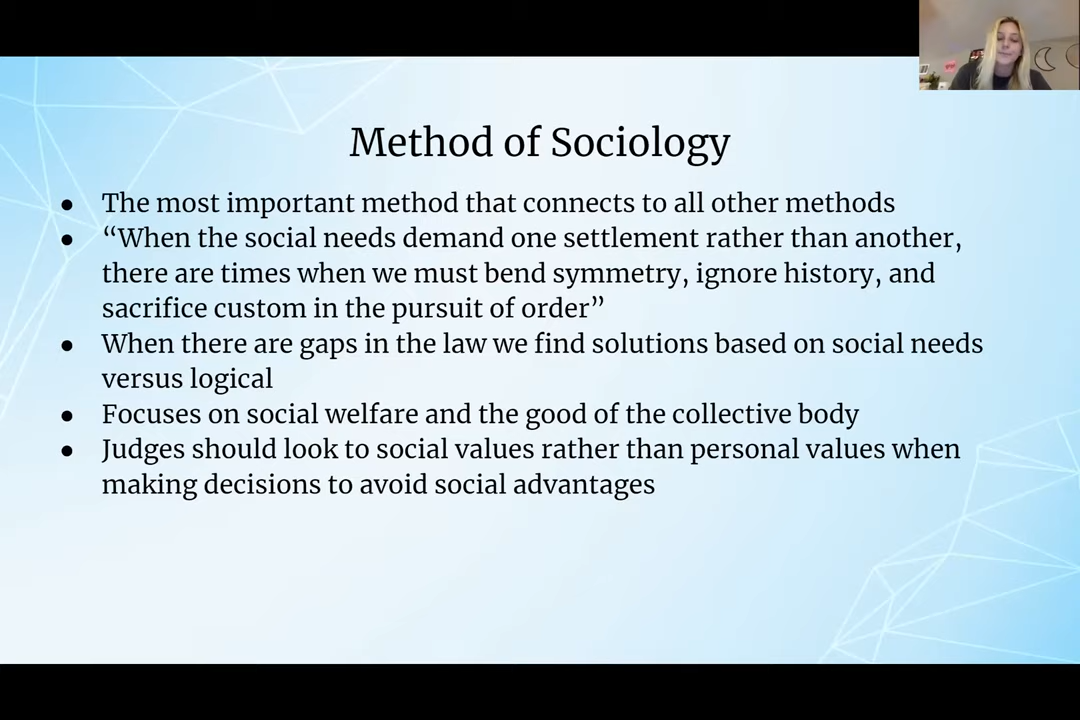 Method of Sociology
● The most important method that connects to all other methods
● “When the social needs demand one settlement rather than another,
there are times when we must bend symmetry, ignore history, and
sacrifice custom in the pursuit of order”
● When there are gaps in the law we find solutions based on social needs
versus logical
● Focuses on social welfare and the good of the collective body
● Judges should look to social values rather than personal values when
making decisions to avoid social advantages